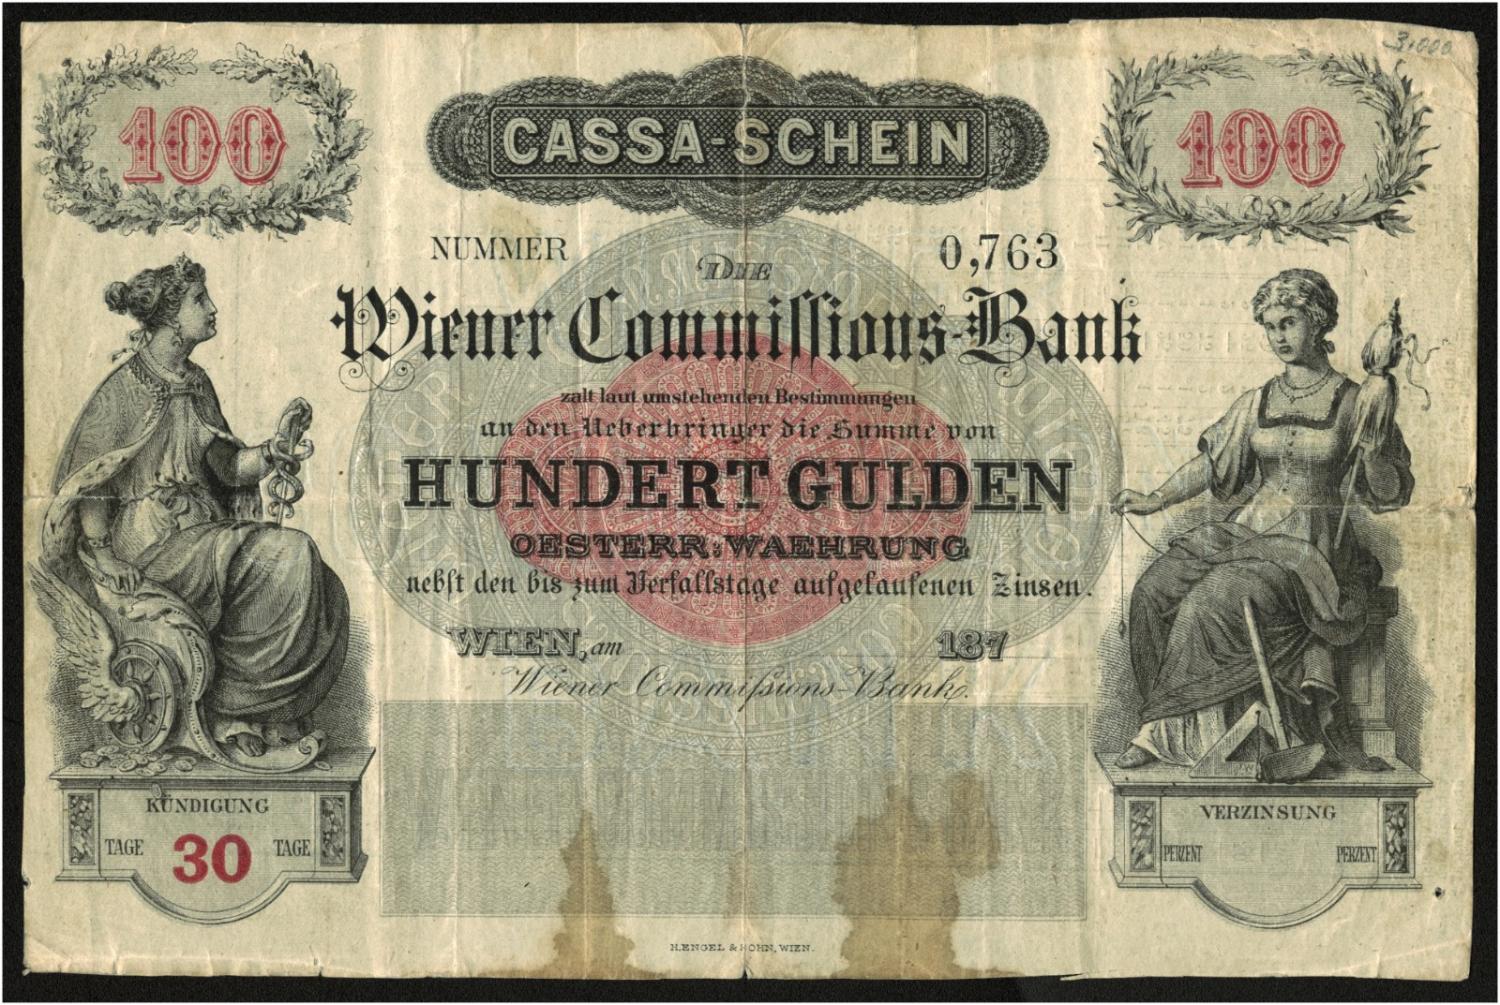 3.000
100
CASSA-SCHEIN
100
NUMMER 0,763
DIE
Wiener Commiſſions-Bank
zalt laut umstehenden Bestimmungen
an den Ueberbringer die Summe von
HUNDERT GULDEN
OESTERR: WAEHRUNG
nebſt den bis zum Verfallstage aufgelaufenen Zinsen.
WIEN, am 187
Wiener Commiſsions-Bank.
KÜNDIGUNG
TAGE 30 TAGE
VERZINSUNG
PERZENT PERZENT
H. ENGEL & SOHN, WIEN.